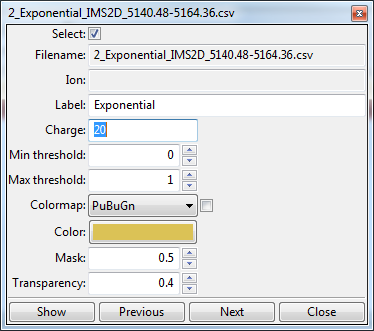 2_Exponential_IMS2D_5140.48-5164.36.csv
Select:
Filename: 2_Exponential_IMS2D_5140.48-5164.36.csv
Ion:
Label: Exponential
Charge: 20
Min threshold: 0
Max threshold: 1
Colormap: PuBuGn
Color:
Mask: 0.5
Transparency: 0.4
Show Previous Next Close